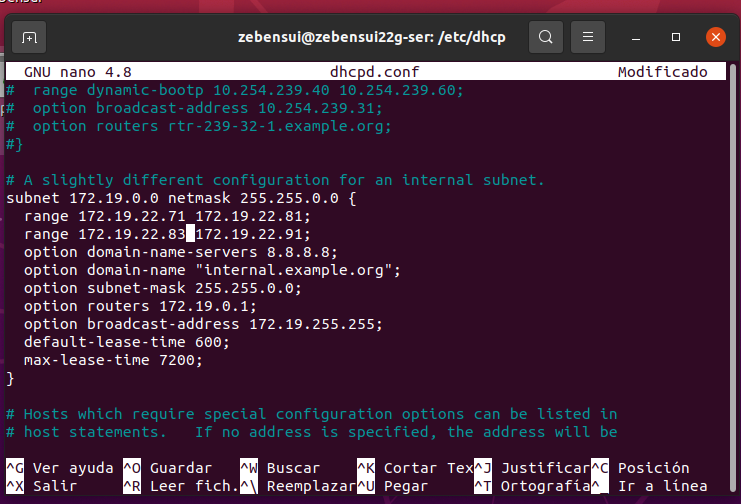 zebensui@zebensui22g-ser: /etc/dhcp
GNU nano 4.8 dhcpd.conf Modificado
#  range dynamic-bootp 10.254.239.40 10.254.239.60;
#  option broadcast-address 10.254.239.31;
#  option routers rtr-239-32-1.example.org;
#}

# A slightly different configuration for an internal subnet.
subnet 172.19.0.0 netmask 255.255.0.0 {
  range 172.19.22.71 172.19.22.81;
  range 172.19.22.83 172.19.22.91;
  option domain-name-servers 8.8.8.8;
  option domain-name "internal.example.org";
  option subnet-mask 255.255.0.0;
  option routers 172.19.0.1;
  option broadcast-address 172.19.255.255;
  default-lease-time 600;
  max-lease-time 7200;
}

# Hosts which require special configuration options can be listed in
# host statements.   If no address is specified, the address will be
^G Ver ayuda ^O Guardar ^W Buscar ^K Cortar Tex^J Justificar^C Posición
^X Salir ^R Leer fich.^\ Reemplazar^U Pegar ^T Ortografía^_ Ir a línea